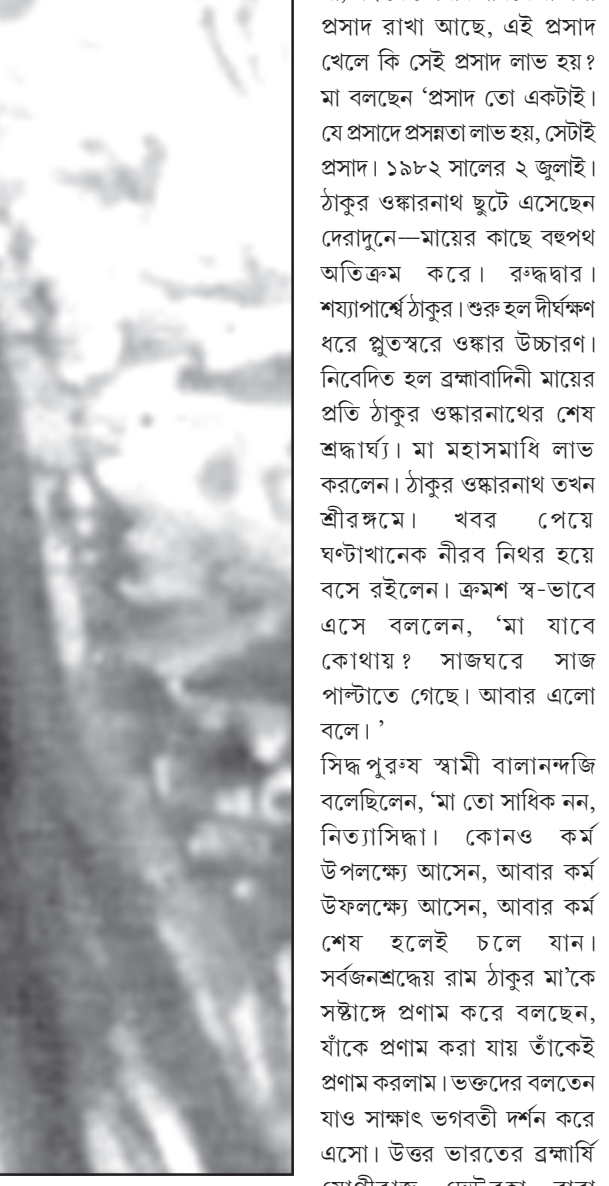 প্রসাদ রাখা আছে, এই প্রসাদ
খেলে কি সেই প্রসাদ লাভ হয়?
মা বলছেন ‘প্রসাদ তো একটাই।
যে প্রসাদে প্রসন্নতা লাভ হয়, সেটাই
প্রসাদ। ১৯৮২ সালের ২ জুলাই।
ঠাকুর ওঙ্কারনাথ ছুটে এসেছেন
দেরাদুনে—মায়ের কাছে বহুপথ
অতিক্রম করে। রুদ্ধদ্বার।
শয্যাপার্শ্বে ঠাকুর। শুরু হল দীর্ঘক্ষণ
ধরে প্লুতস্বরে ওঙ্কার উচ্চারণ।
নিবেদিত হল ব্রহ্মাবাদিনী মায়ের
প্রতি ঠাকুর ওষ্কারনাথের শেষ
শ্রদ্ধার্ঘ্য। মা মহাসমাধি লাভ
করলেন। ঠাকুর ওষ্কারনাথ তখন
শ্রীরঙ্গমে। খবর পেয়ে
ঘণ্টাখানেক নীরব নিথর হয়ে
বসে রইলেন। ক্রমশ স্ব-ভাবে
এসে বললেন, ‘মা যাবে
কোথায়? সাজঘরে সাজ
পাল্টাতে গেছে। আবার এলো
বলে। ’
সিদ্ধ পুরুষ স্বামী বালানন্দজি
বলেছিলেন, ‘মা তো সাধিক নন,
নিত্যাসিদ্ধা। কোনও কর্ম
উপলক্ষ্যে আসেন, আবার কর্ম
উফলক্ষ্যে আসেন, আবার কর্ম
শেষ হলেই চলে যান।
সর্বজনশ্রদ্ধেয় রাম ঠাকুর মা’কে
সষ্টাঙ্গে প্রণাম করে বলছেন,
যাঁকে প্রণাম করা যায় তাঁকেই
প্রণাম করলাম। ভক্তদের বলতেন
যাও সাক্ষাৎ ভগবতী দর্শন করে
এসো। উত্তর ভারতের ব্রহ্মার্ষি